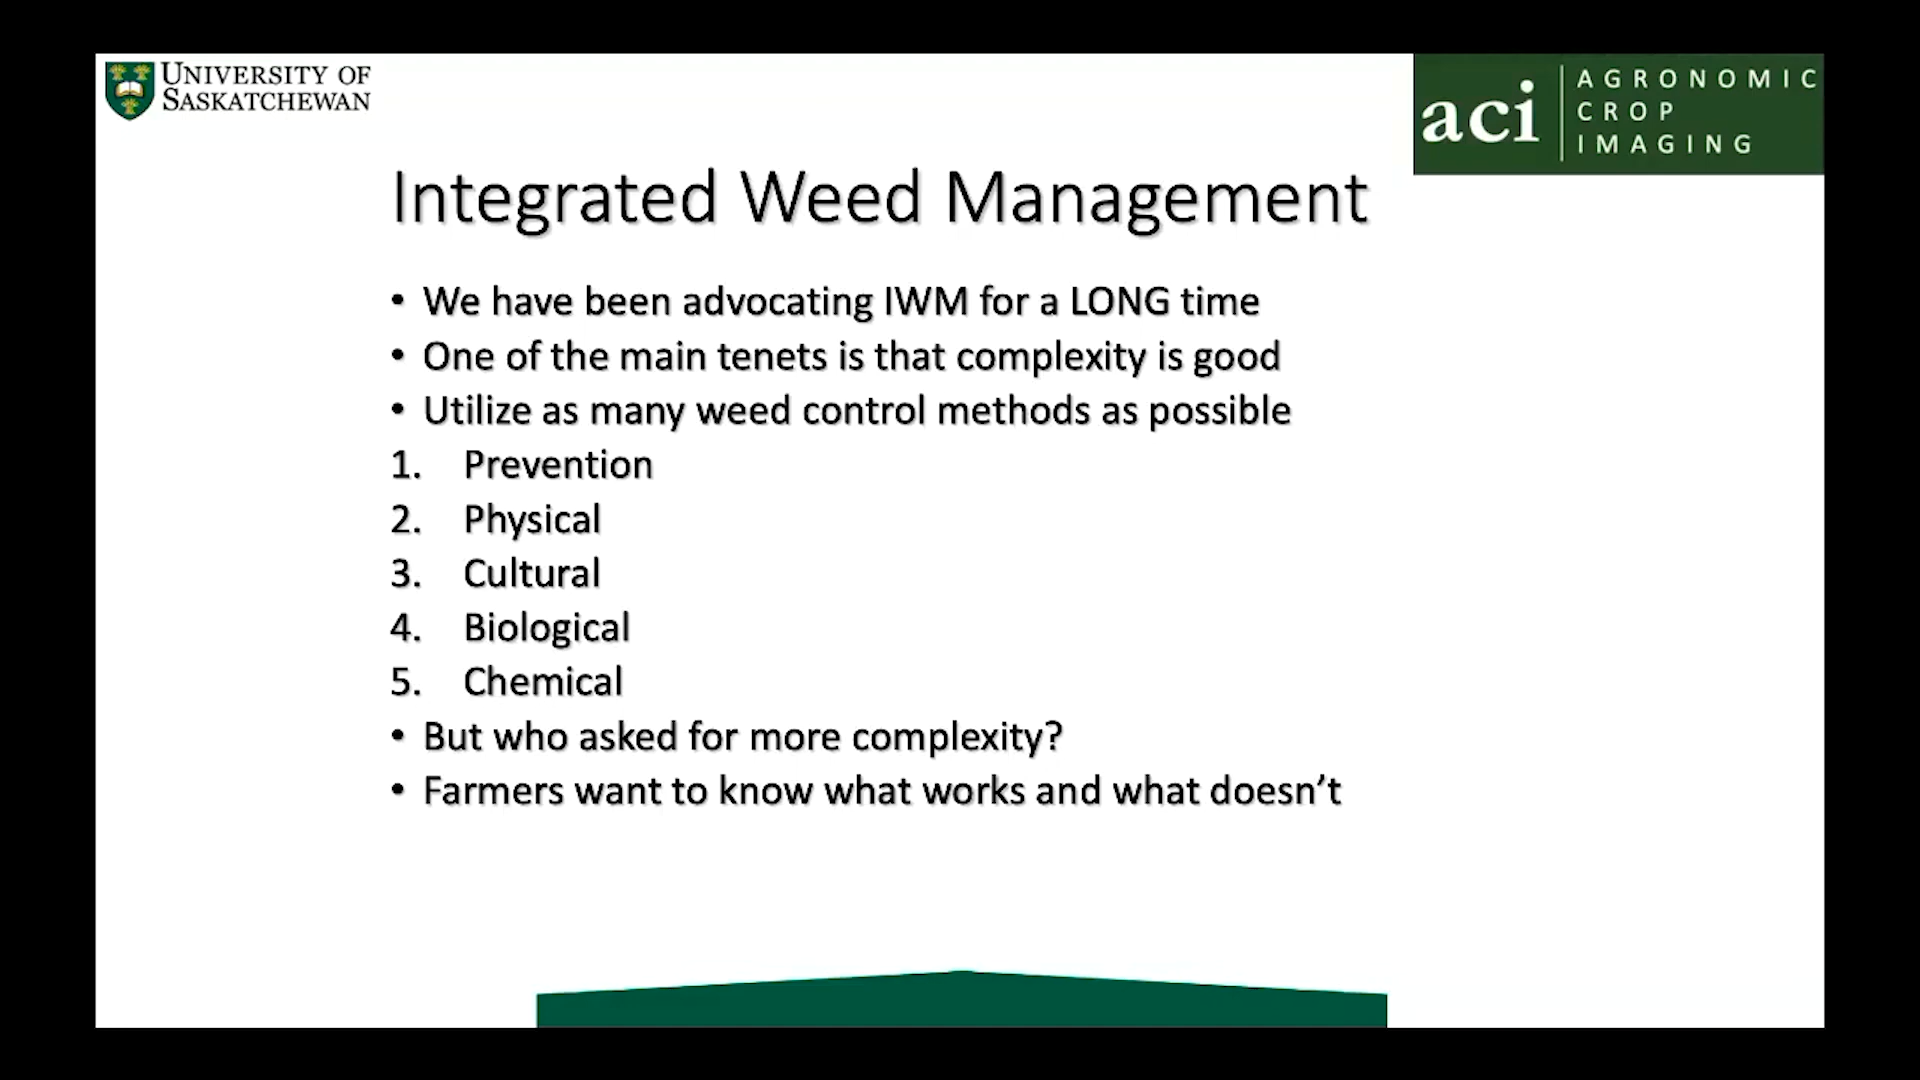 UNIVERSITY OF
SASKATCHEWAN
aci
AGRONOMIC
CROP
IMAGING
Integrated Weed Management
• We have been advocating IWM for a LONG time
• One of the main tenets is that complexity is good
• Utilize as many weed control methods as possible
1. Prevention
2. Physical
3. Cultural
4. Biological
5. Chemical
• But who asked for more complexity?
• Farmers want to know what works and what doesn’t